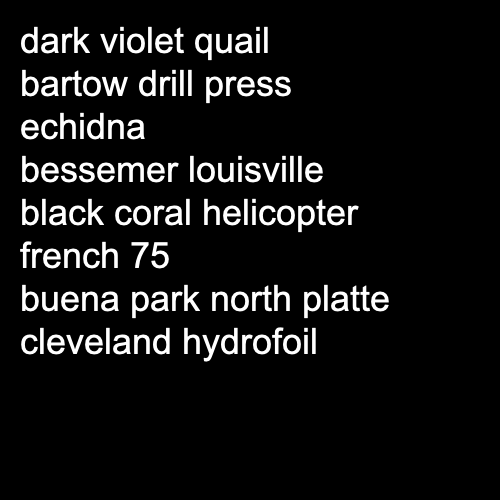 dark violet quail
bartow drill press
echidna
bessemer louisville
black coral helicopter
french 75
buena park north platte
cleveland hydrofoil